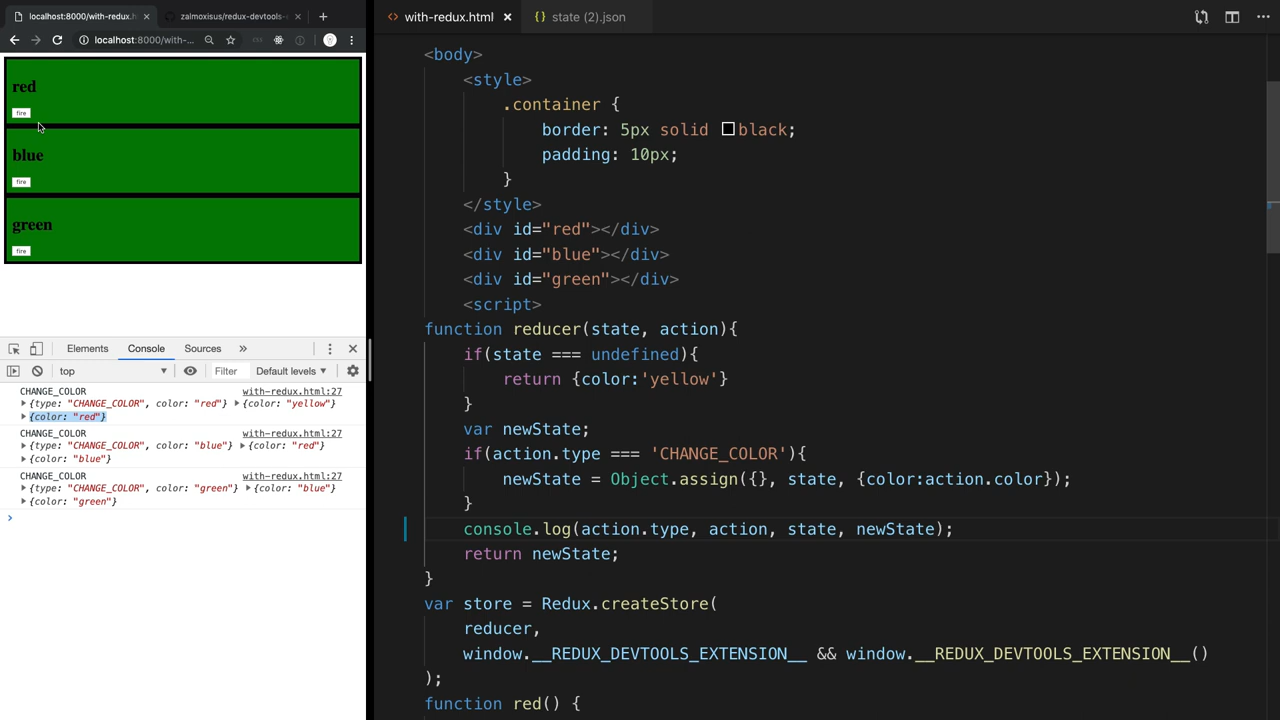 localhost:8000/with-redux.h
zalmoxisus/redux-devtools-
localhost:8000/with-...
red
fire
blue
fire
green
fire
Elements Console Sources »
top Filter Default levels
CHANGE_COLOR with-redux.html:27
{type: "CHANGE_COLOR", color: "red"} {color: "yellow"}
{color: "red"}
CHANGE_COLOR with-redux.html:27
{type: "CHANGE_COLOR", color: "blue"} {color: "red"}
{color: "blue"}
CHANGE_COLOR with-redux.html:27
{type: "CHANGE_COLOR", color: "green"} {color: "blue"}
{color: "green"}
with-redux.html
state (2).json
<body>
<style>
.container {
border: 5px solid black;
padding: 10px;
}
</style>
<div id="red"></div>
<div id="blue"></div>
<div id="green"></div>
<script>
function reducer(state, action){
if(state === undefined){
return {color:'yellow'}
}
var newState;
if(action.type === 'CHANGE_COLOR'){
newState = Object.assign({}, state, {color:action.color});
}
console.log(action.type, action, state, newState);
return newState;
}
var store = Redux.createStore(
reducer,
window.__REDUX_DEVTOOLS_EXTENSION__ && window.__REDUX_DEVTOOLS_EXTENSION__()
);
function red() {